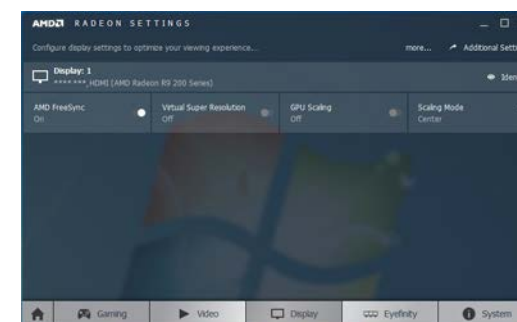 AMD RADEON SETTINGS
Configure display settings to optimize your viewing experience...
more...
Additional Setti
Display: 1
**** ***,HDMI (AMD Radeon R9 200 Series)
Iden
AMD FreeSync
On
Virtual Super Resolution
Off
GPU Scaling
Off
Scaling Mode
Center
Gaming
Video
Display
Eyefinity
System